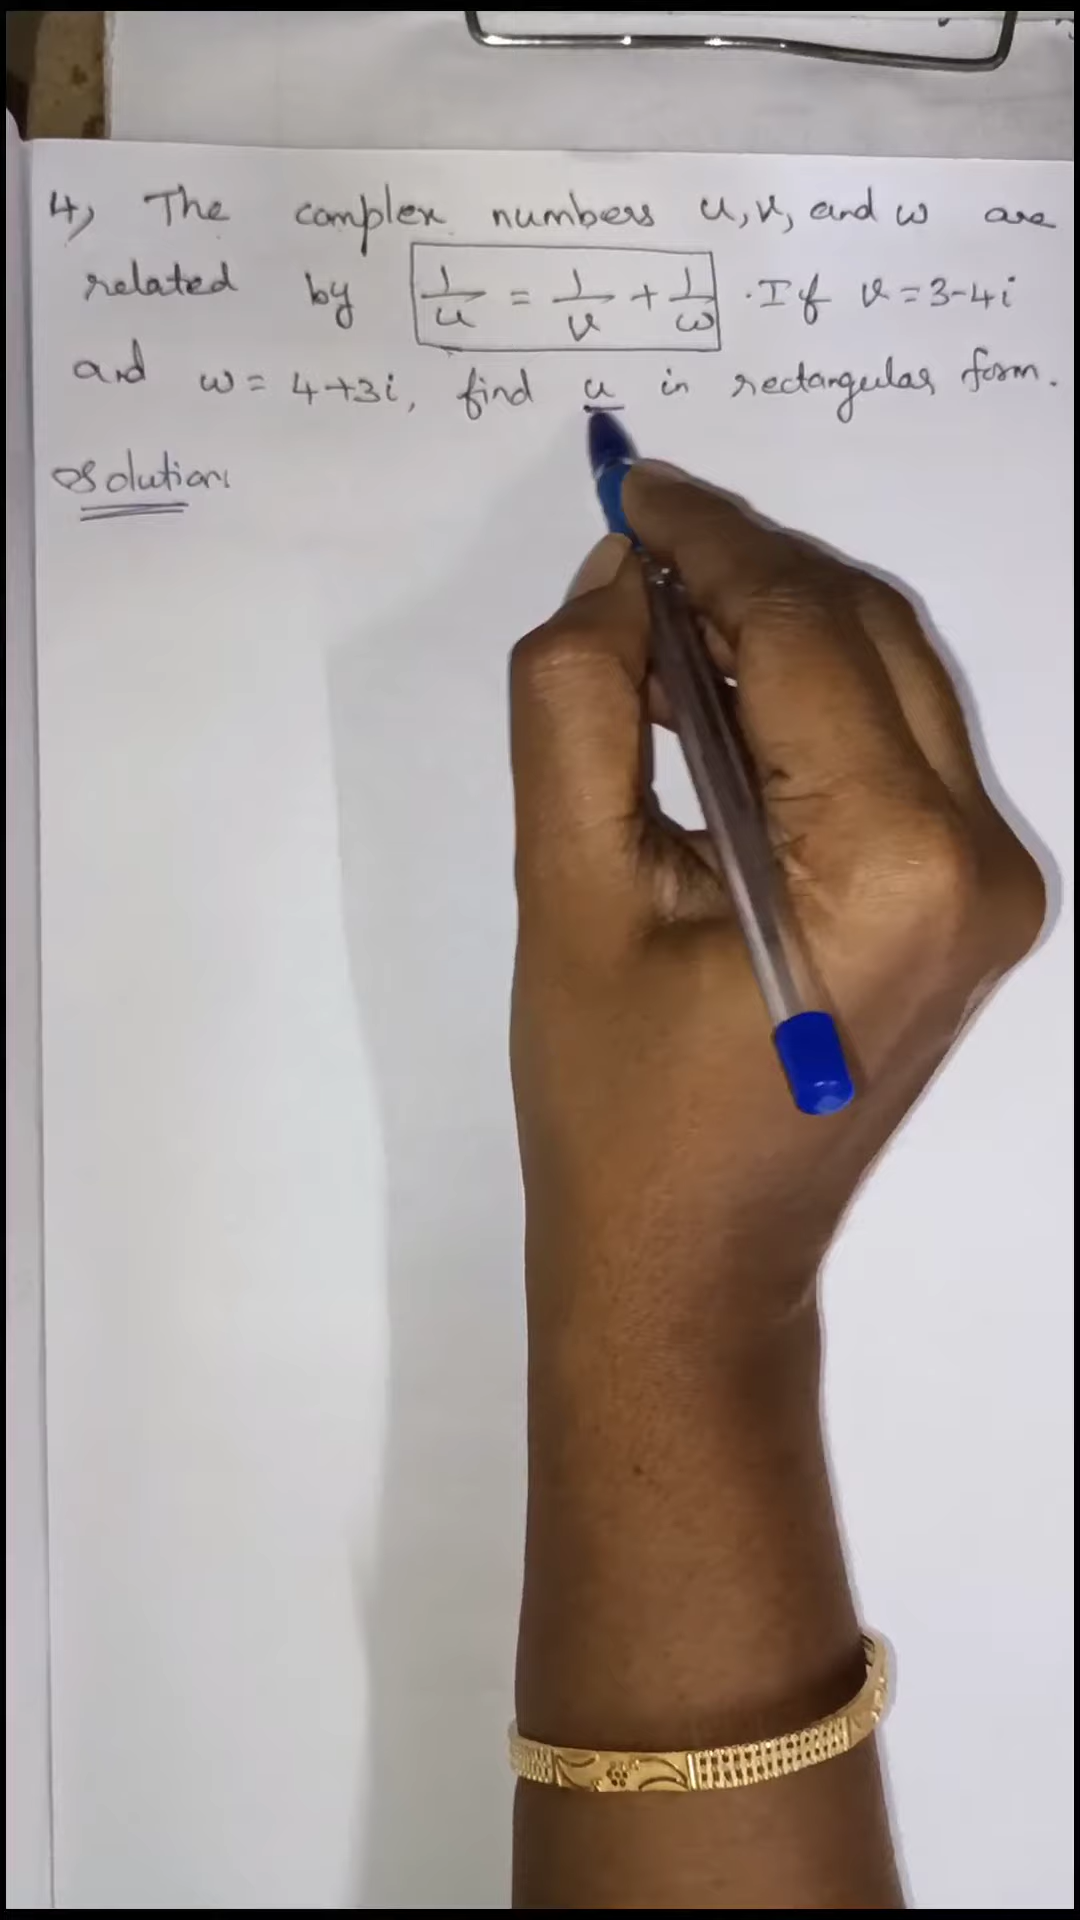 4, The complex numbers u, v, and w are
related by 1/u = 1/v + 1/w . If v = 3-4i
and w = 4+3i, find u in rectangular form.
Solution: